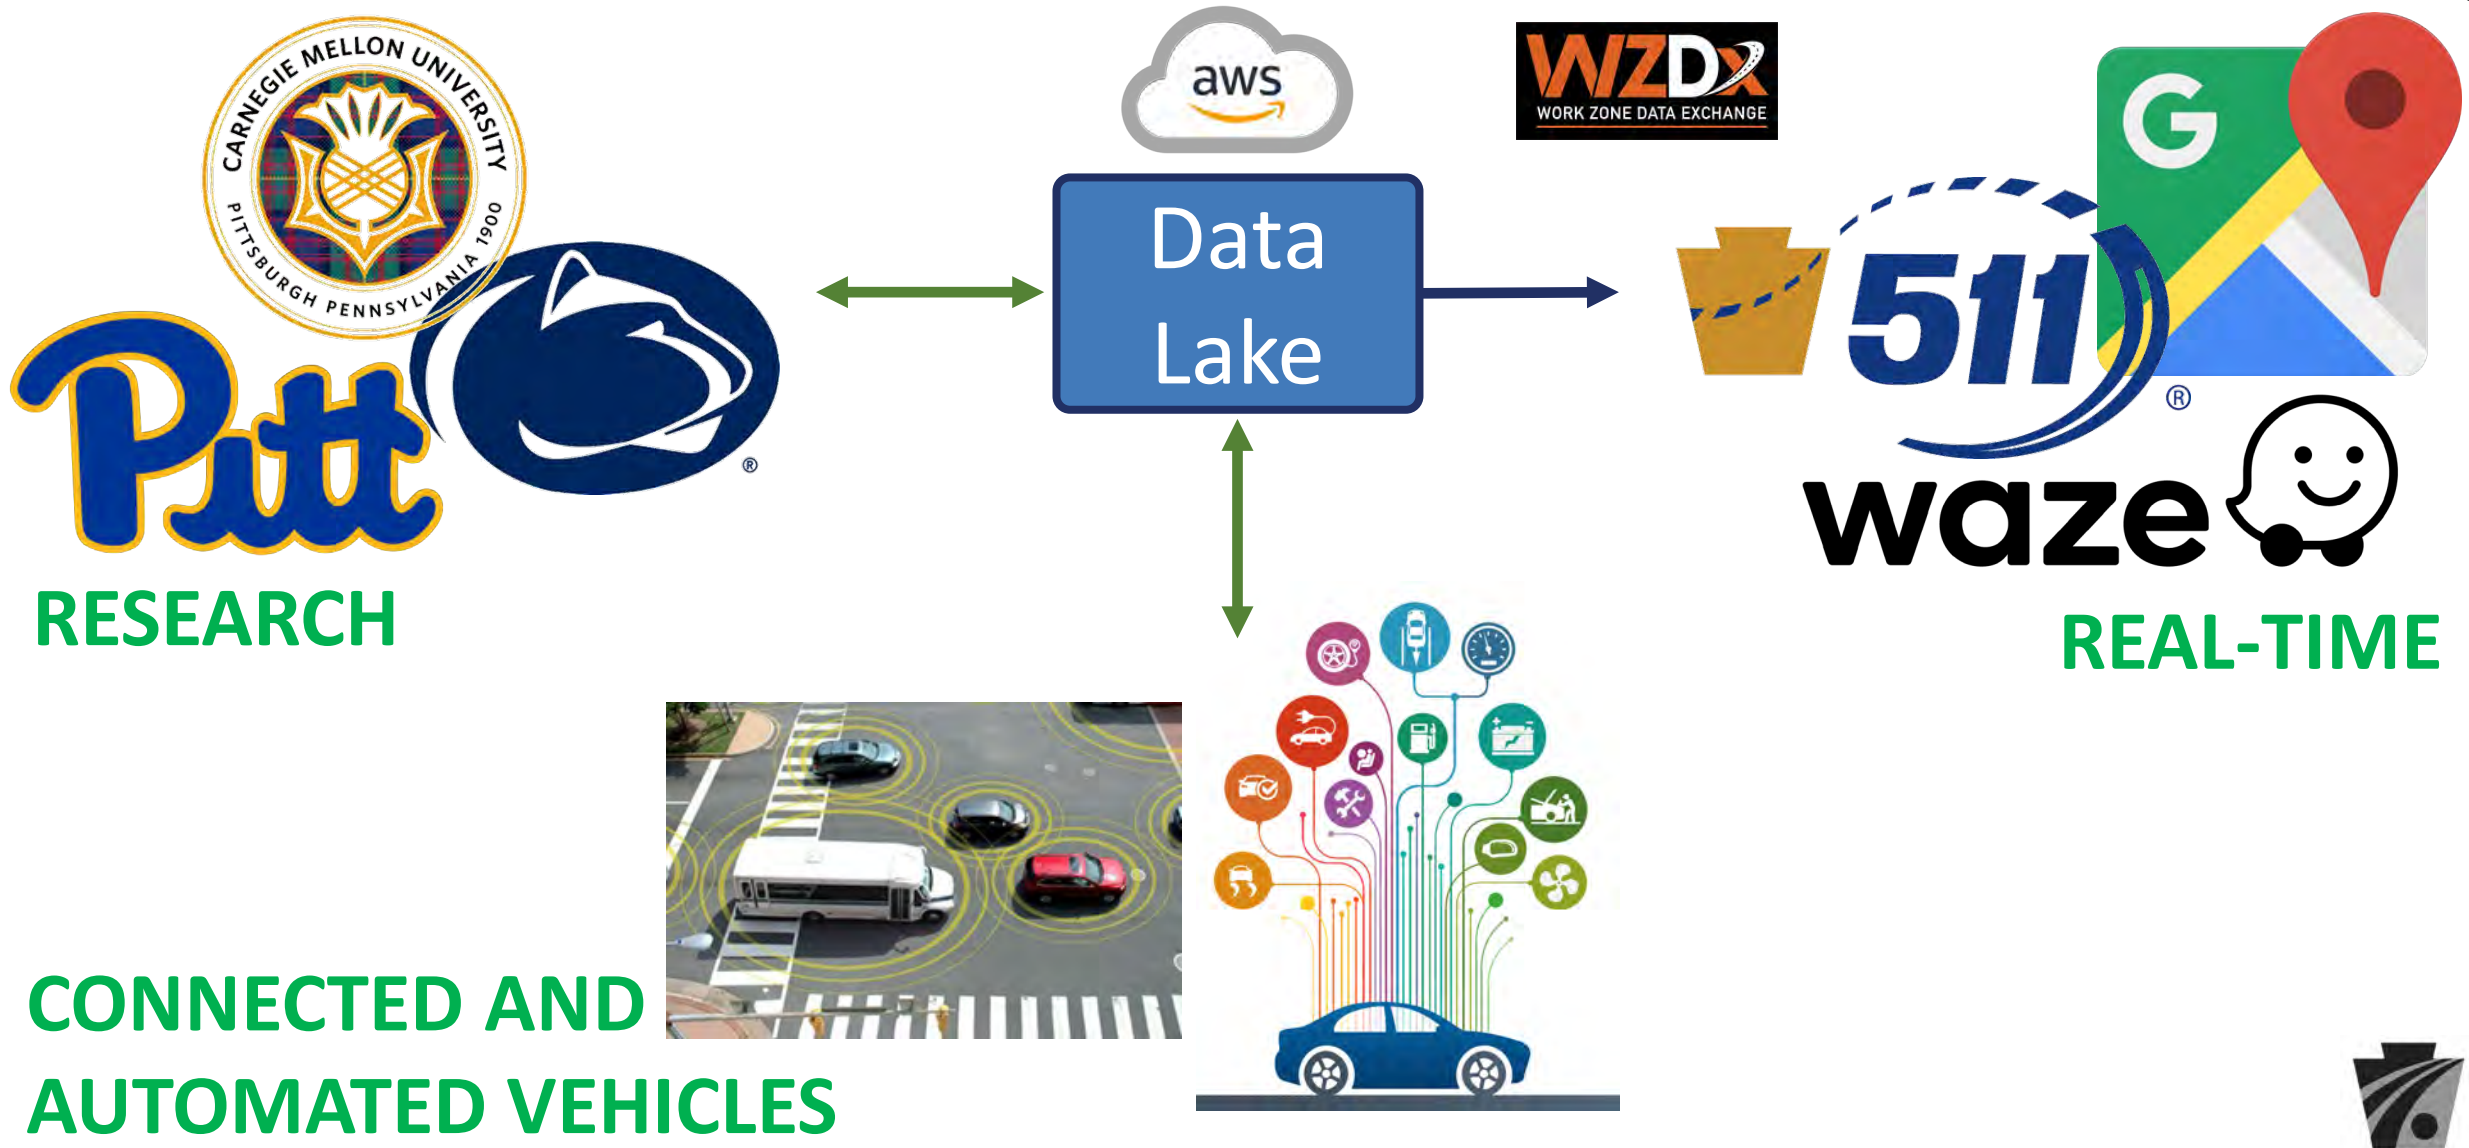 CARNEGIE MELLON UNIVERSITY
PITTSBURGH PENNSYLVANIA 1900
Pitt
®
RESEARCH
aws
Data
Lake
WZDx
WORK ZONE DATA EXCHANGE
G
511
®
waze
REAL-TIME
CONNECTED AND
AUTOMATED VEHICLES